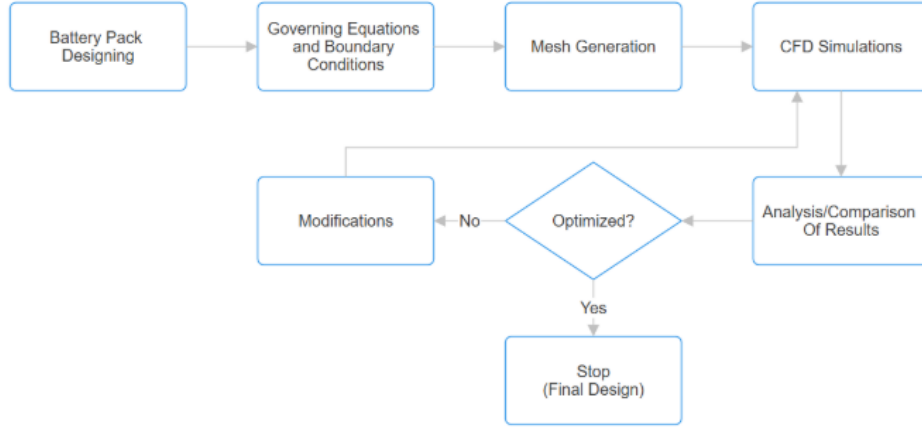 Battery Pack
Designing
Governing Equations
and Boundary
Conditions
Mesh Generation
CFD Simulations
Analysis/Comparison
Of Results
Optimized?
No
Modifications
Yes
Stop
(Final Design)